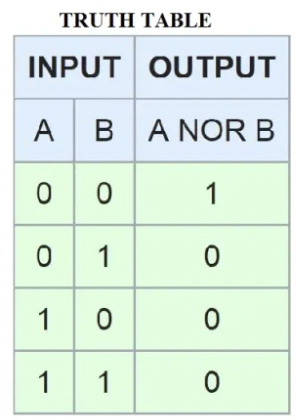 TRUTH TABLE
INPUT OUTPUT
A B A NOR B
0 0 1
0 1 0
1 0 0
1 1 0